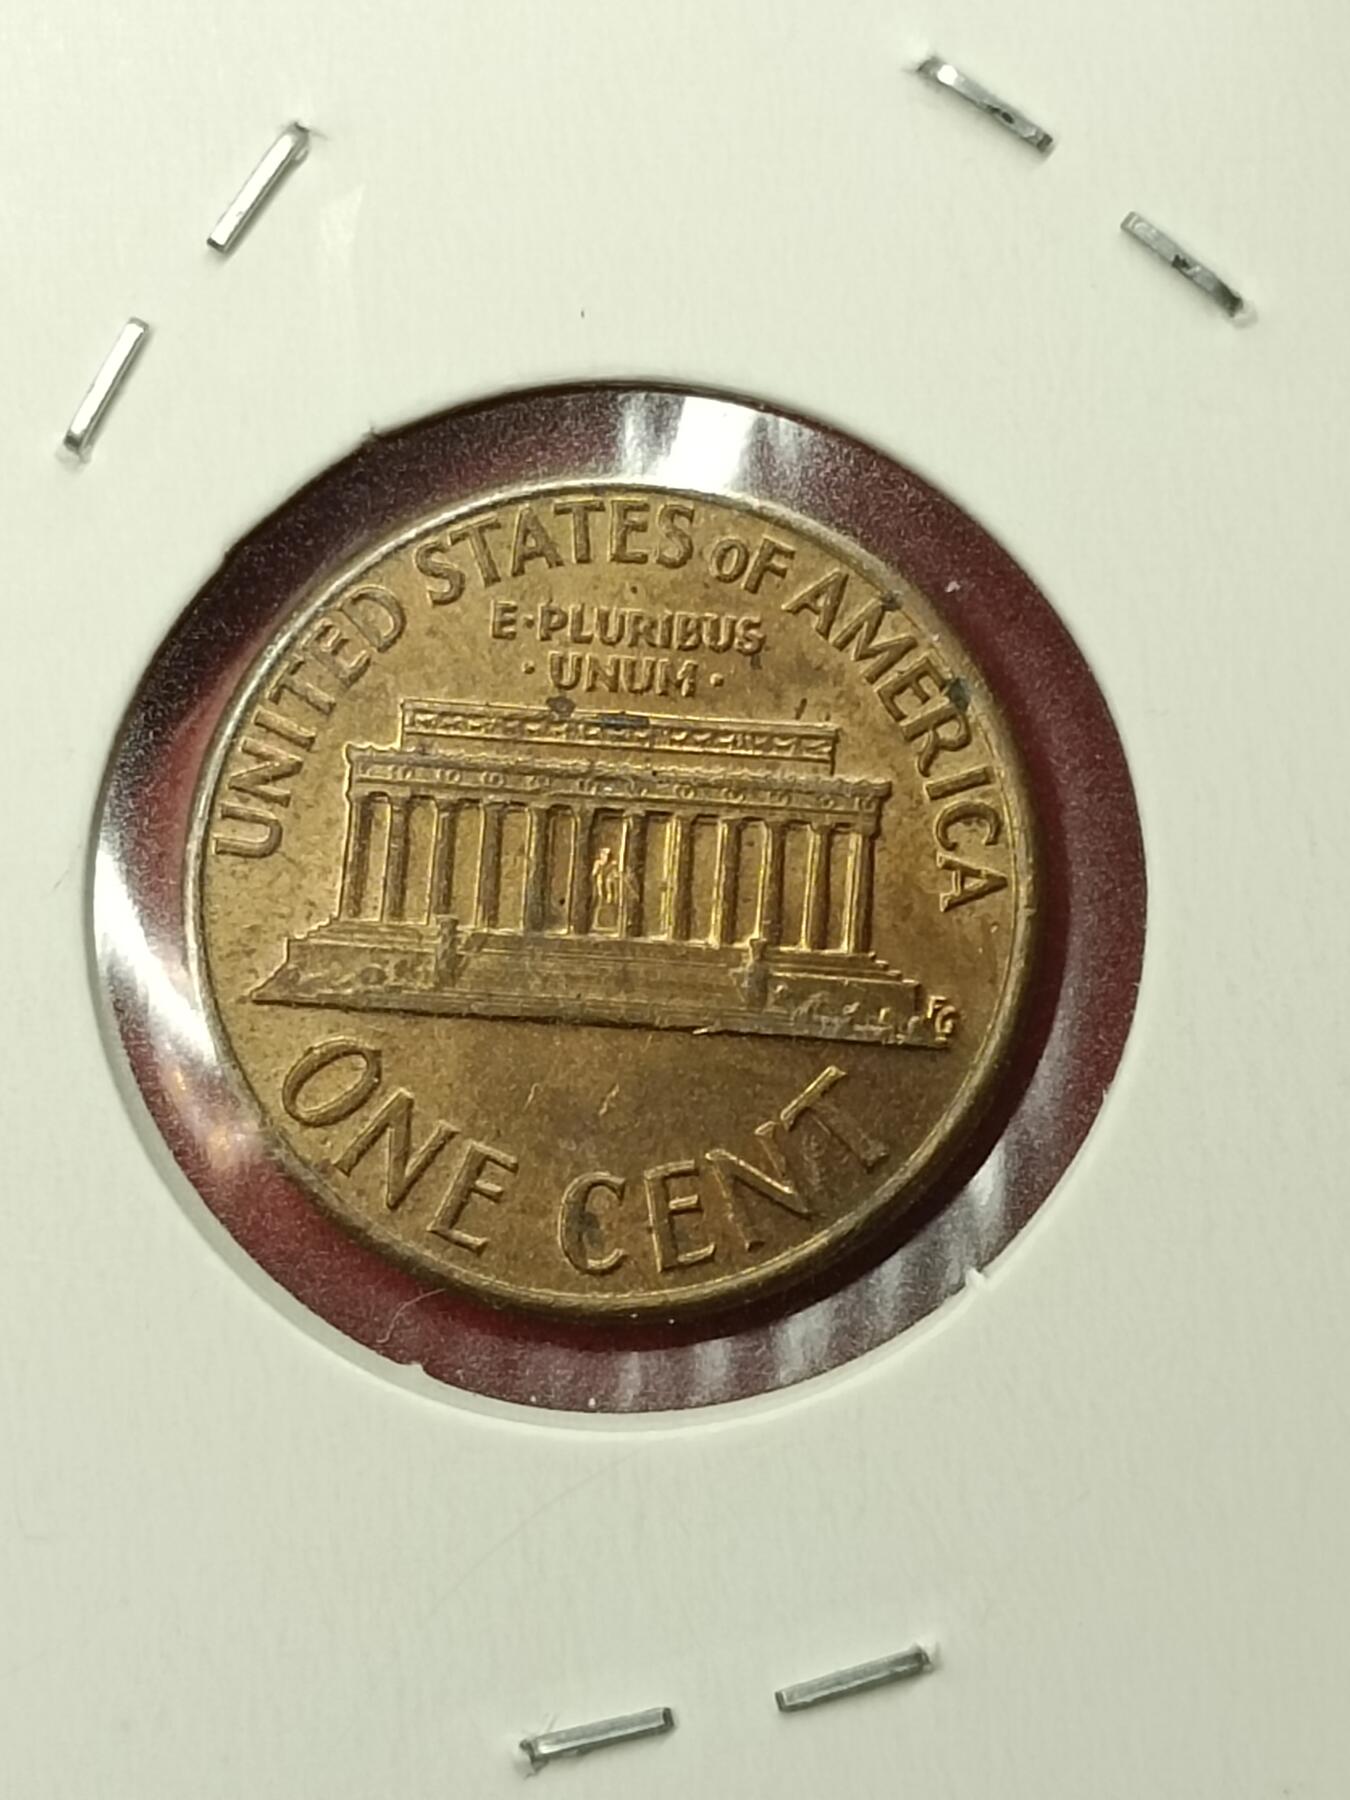 UNITED STATES OF AMERICA
E·PLURIBUS
·UNUM·
FG
ONE CENT